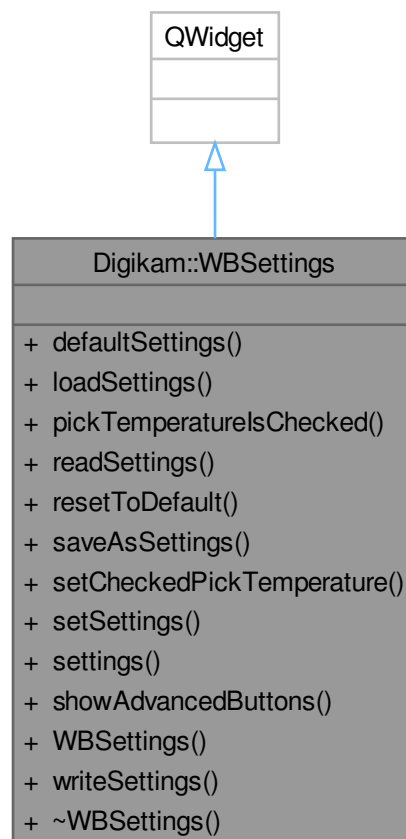 QWidget
Digikam::WBSettings
+ defaultSettings()
+ loadSettings()
+ pickTemperatureIsChecked()
+ readSettings()
+ resetToDefault()
+ saveAsSettings()
+ setCheckedPickTemperature()
+ setSettings()
+ settings()
+ showAdvancedButtons()
+ WBSettings()
+ writeSettings()
+ ~WBSettings()